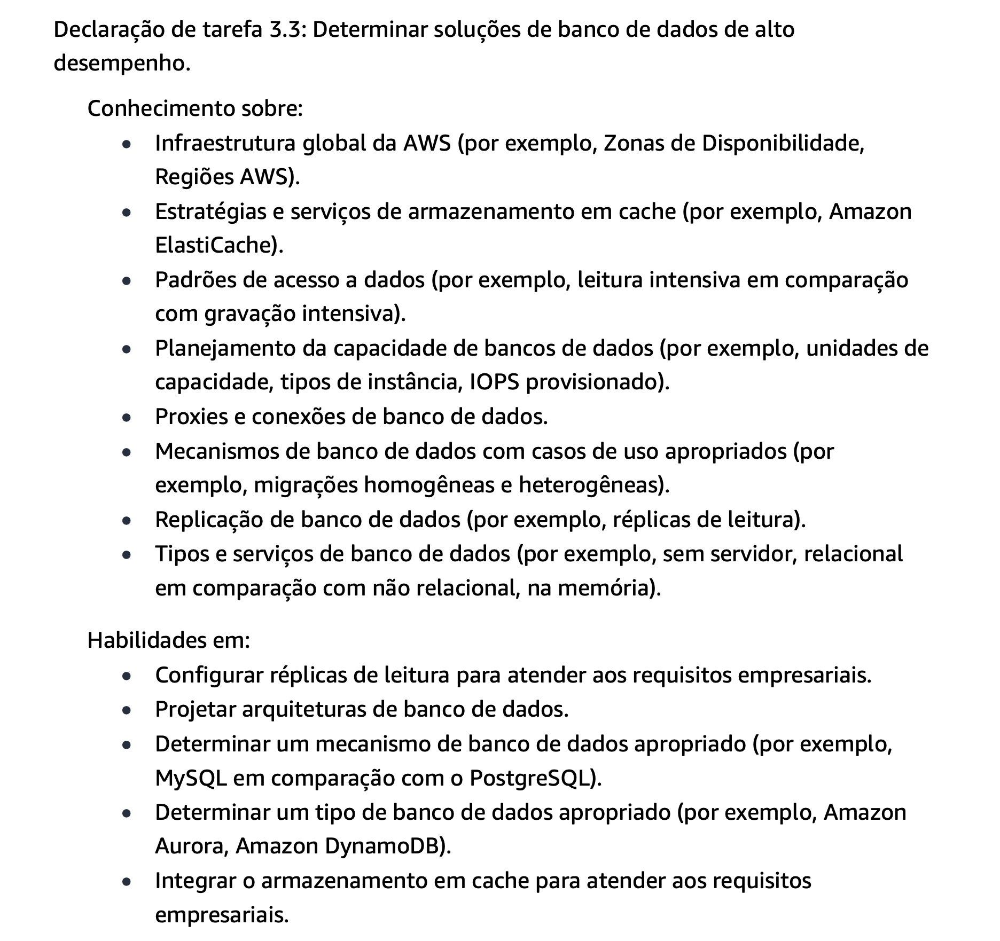 Declaração de tarefa 3.3: Determinar soluções de banco de dados de alto
desempenho.
Conhecimento sobre:
• Infraestrutura global da AWS (por exemplo, Zonas de Disponibilidade,
Regiões AWS).
• Estratégias e serviços de armazenamento em cache (por exemplo, Amazon
ElastiCache).
• Padrões de acesso a dados (por exemplo, leitura intensiva em comparação
com gravação intensiva).
• Planejamento da capacidade de bancos de dados (por exemplo, unidades de
capacidade, tipos de instância, IOPS provisionado).
• Proxies e conexões de banco de dados.
• Mecanismos de banco de dados com casos de uso apropriados (por
exemplo, migrações homogêneas e heterogêneas).
• Replicação de banco de dados (por exemplo, réplicas de leitura).
• Tipos e serviços de banco de dados (por exemplo, sem servidor, relacional
em comparação com não relacional, na memória).
Habilidades em:
• Configurar réplicas de leitura para atender aos requisitos empresariais.
• Projetar arquiteturas de banco de dados.
• Determinar um mecanismo de banco de dados apropriado (por exemplo,
MySQL em comparação com o PostgreSQL).
• Determinar um tipo de banco de dados apropriado (por exemplo, Amazon
Aurora, Amazon DynamoDB).
• Integrar o armazenamento em cache para atender aos requisitos
empresariais.